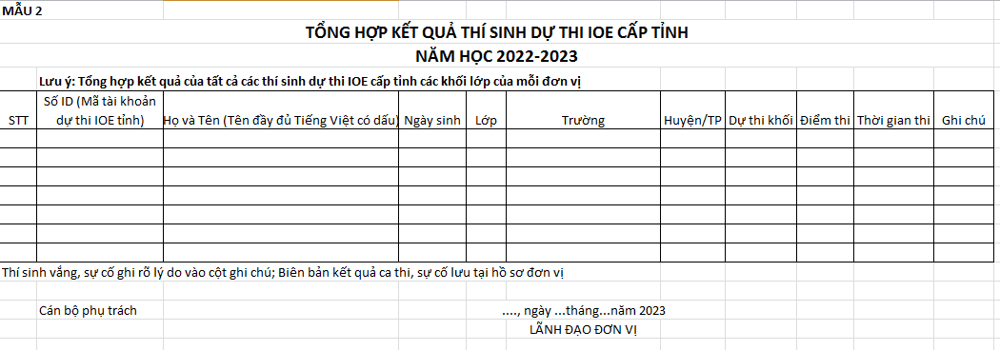 MẪU 2
TỔNG HỢP KẾT QUẢ THÍ SINH DỰ THI IOE CẤP TỈNH
NĂM HỌC 2022-2023
Lưu ý: Tổng hợp kết quả của tất cả các thí sinh dự thi IOE cấp tỉnh các khối lớp của mỗi đơn vị
STT Số ID (Mã tài khoản dự thi IOE tỉnh) Họ và Tên (Tên đầy đủ Tiếng Việt có dấu) Ngày sinh Lớp Trường Huyện/TP Dự thi khối Điểm thi Thời gian thi Ghi chú
Thí sinh vắng, sự cố ghi rõ lý do vào cột ghi chú; Biên bản kết quả ca thi, sự cố lưu tại hồ sơ đơn vị
Cán bộ phụ trách ...., ngày ...tháng...năm 2023
LÃNH ĐẠO ĐƠN VỊ